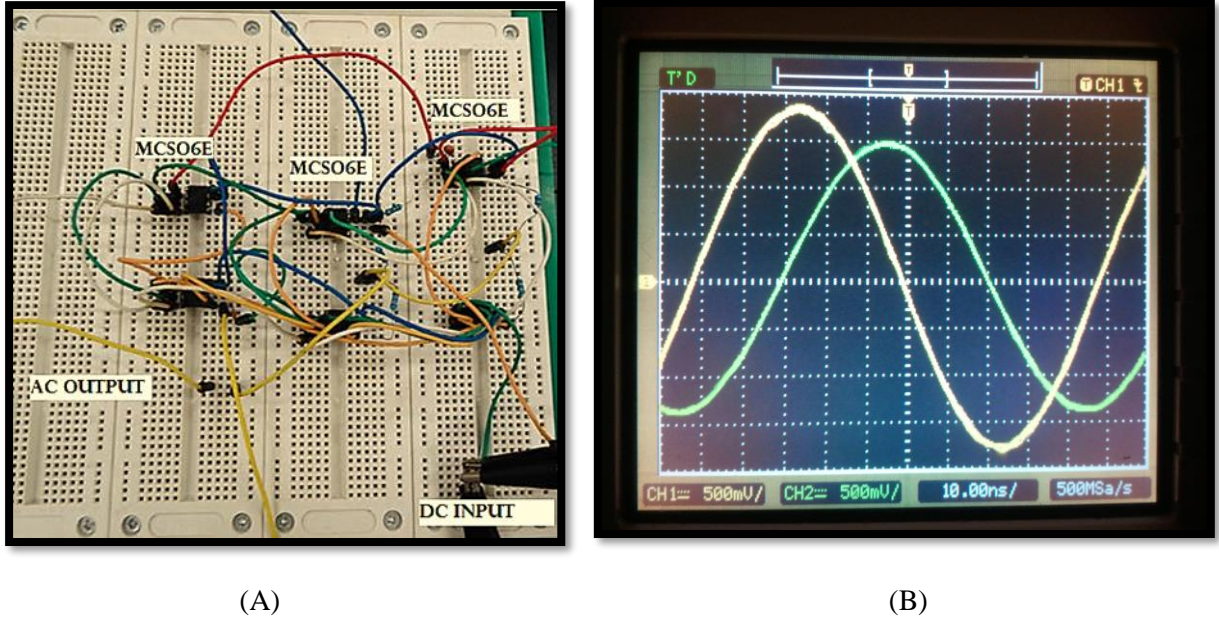 MCSO6E
MCSO6E
MCSO6E
AC OUTPUT
DC INPUT
T'D
T
T CH1
T
CH1 500mV/ CH2 500mV/ 10.00ns/ 500MSa/s
(A)
(B)